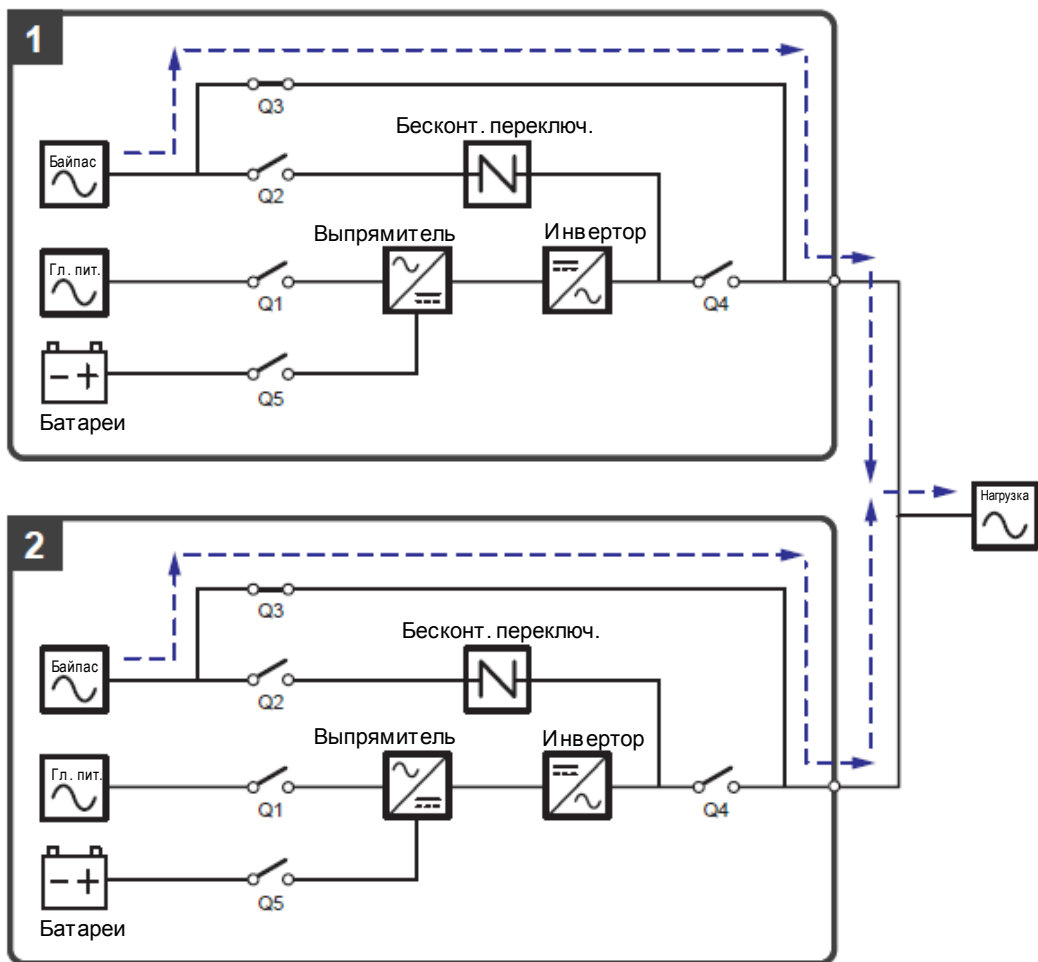 1
Q3
Бесконт. переключ.
Байпас
Q2
Выпрямитель
Инвертор
Гл. пит.
Q1
Q4
Q5
Батареи
Нагрузка
2
Q3
Бесконт. переключ.
Байпас
Q2
Выпрямитель
Инвертор
Гл. пит.
Q1
Q4
Q5
Батареи